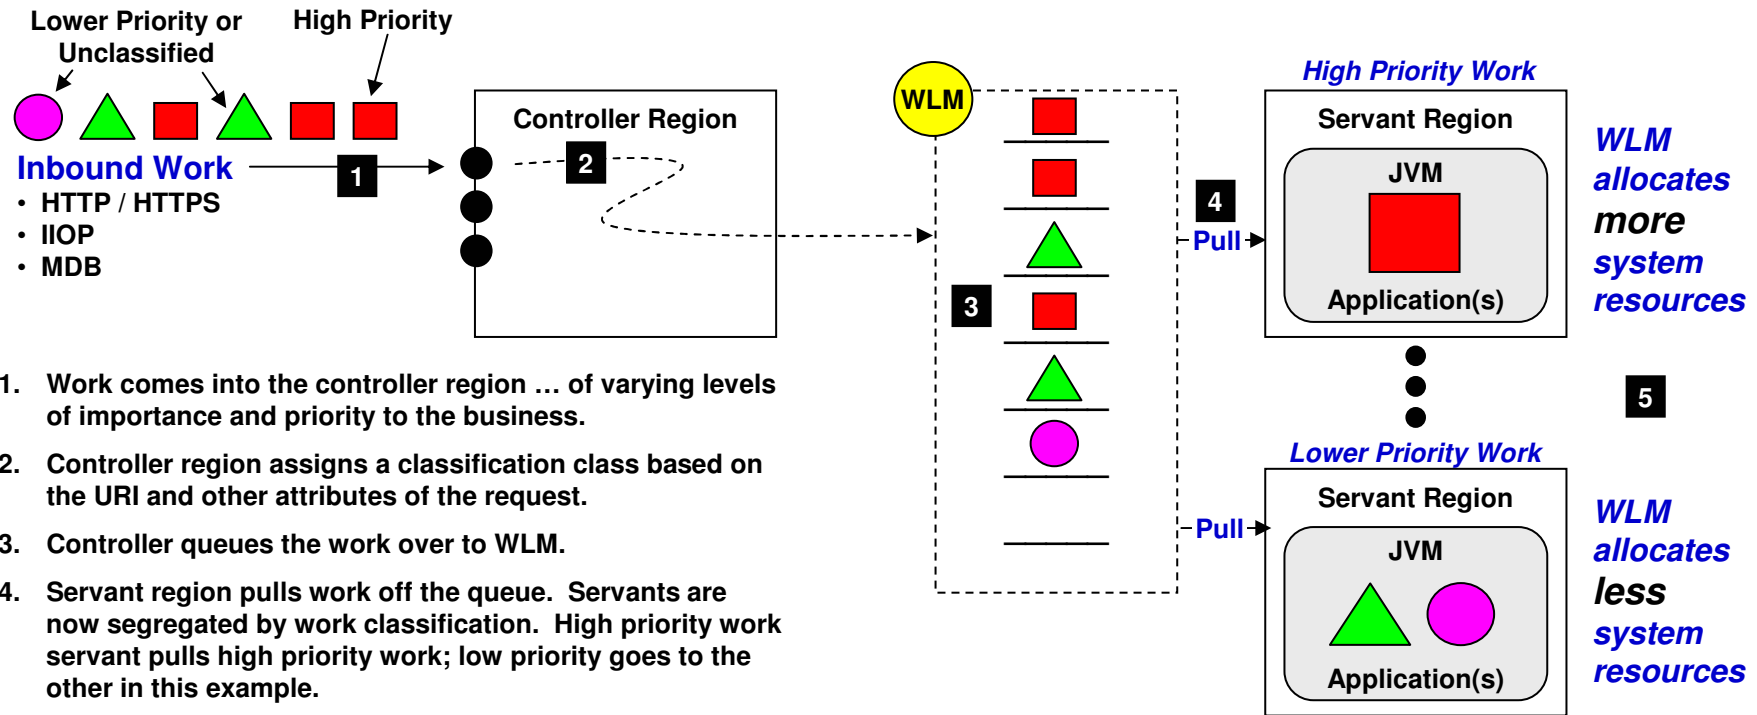 Lower Priority or
Unclassified
High Priority
Inbound Work
• HTTP / HTTPS
• IIOP
• MDB
1
Controller Region
2
WLM
3
4
Pull
Pull
High Priority Work
Servant Region
JVM
Application(s)
WLM
allocates
more
system
resources
5
Lower Priority Work
Servant Region
JVM
Application(s)
WLM
allocates
less
system
resources
1. Work comes into the controller region … of varying levels
of importance and priority to the business.
2. Controller region assigns a classification class based on
the URI and other attributes of the request.
3. Controller queues the work over to WLM.
4. Servant region pulls work off the queue. Servants are
now segregated by work classification. High priority work
servant pulls high priority work; low priority goes to the
other in this example.